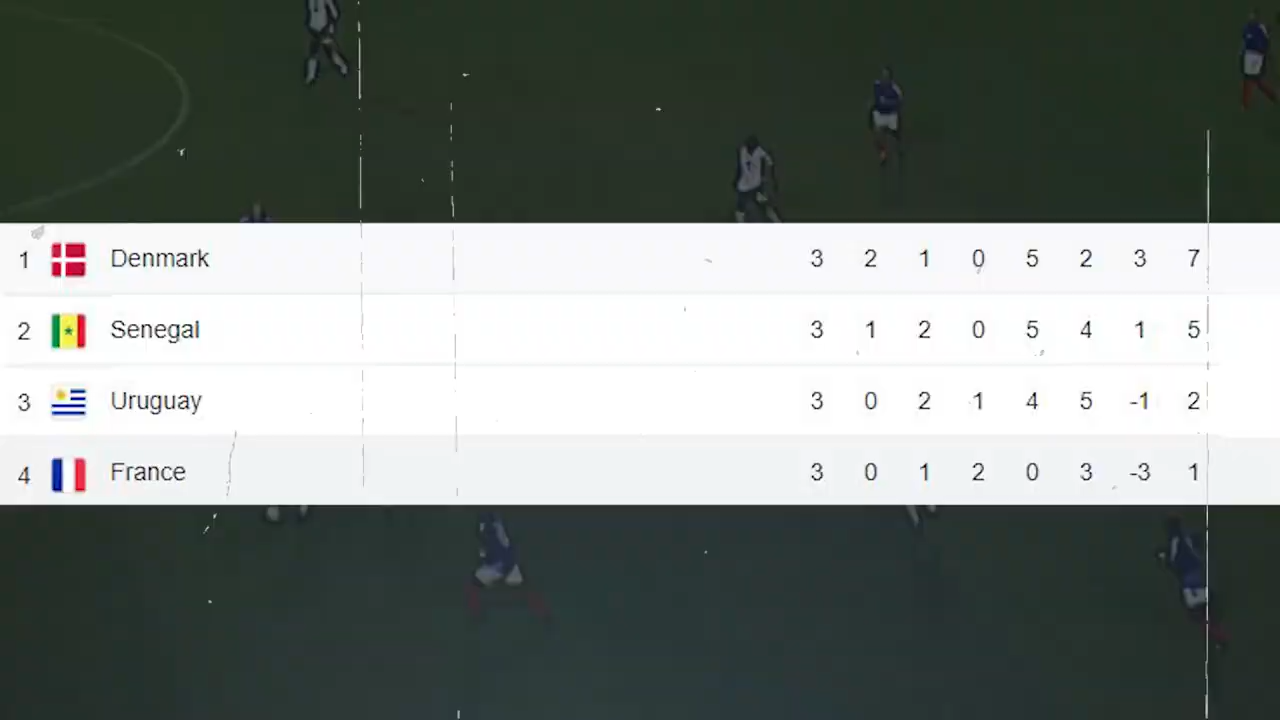 1 Denmark 3 2 1 0 5 2 3 7
2 Senegal 3 1 2 0 5 4 1 5
3 Uruguay 3 0 2 1 4 5 -1 2
4 France 3 0 1 2 0 3 -3 1